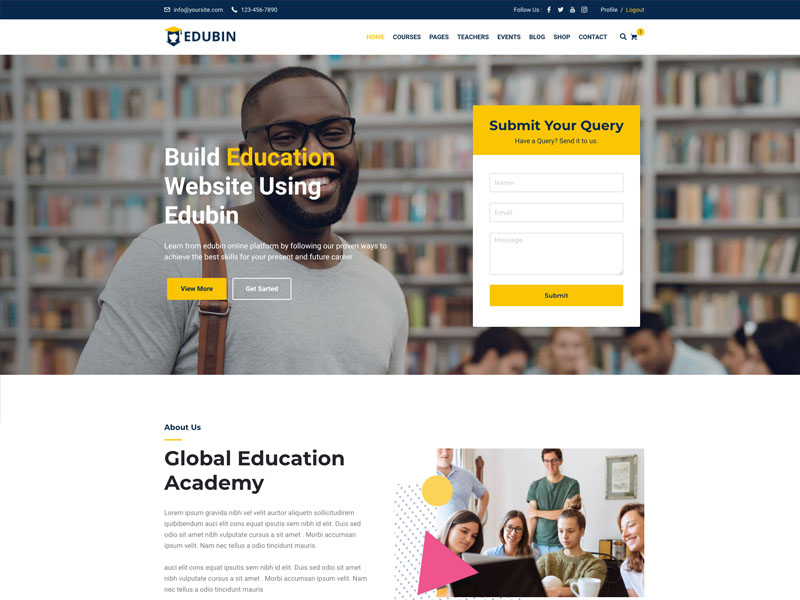 info@yoursite.com 123-456-7890 Follow Us : Profile / Logout
EDUBIN HOME COURSES PAGES TEACHERS EVENTS BLOG SHOP CONTACT
Build Education
Website Using
Edubin
Learn from edubin online platform by following our proven ways to
achieve the best skills for your present and future career
View More Get Sarted
Submit Your Query
Have a Query? Send it to us.
Name
Email
Message
Submit
About Us
Global Education
Academy
Lorem ipsum gravida nibh vel velit auctor aliquetn sollicitudirem
quibibendum auci elit cons equat ipsutis sem nibh id elit. Duis sed
odio sit amet nibh vulputate cursus a sit amet . Morbi accumsan
ipsum velit. Nam nec tellus a odio tincidunt mauris.
auci elit cons equat ipsutis sem nibh id elit. Duis sed odio sit amet
nibh vulputate cursus a sit amet . Morbi accumsan ipsum velit. Nam
nec tellus a odio tincidunt mauris